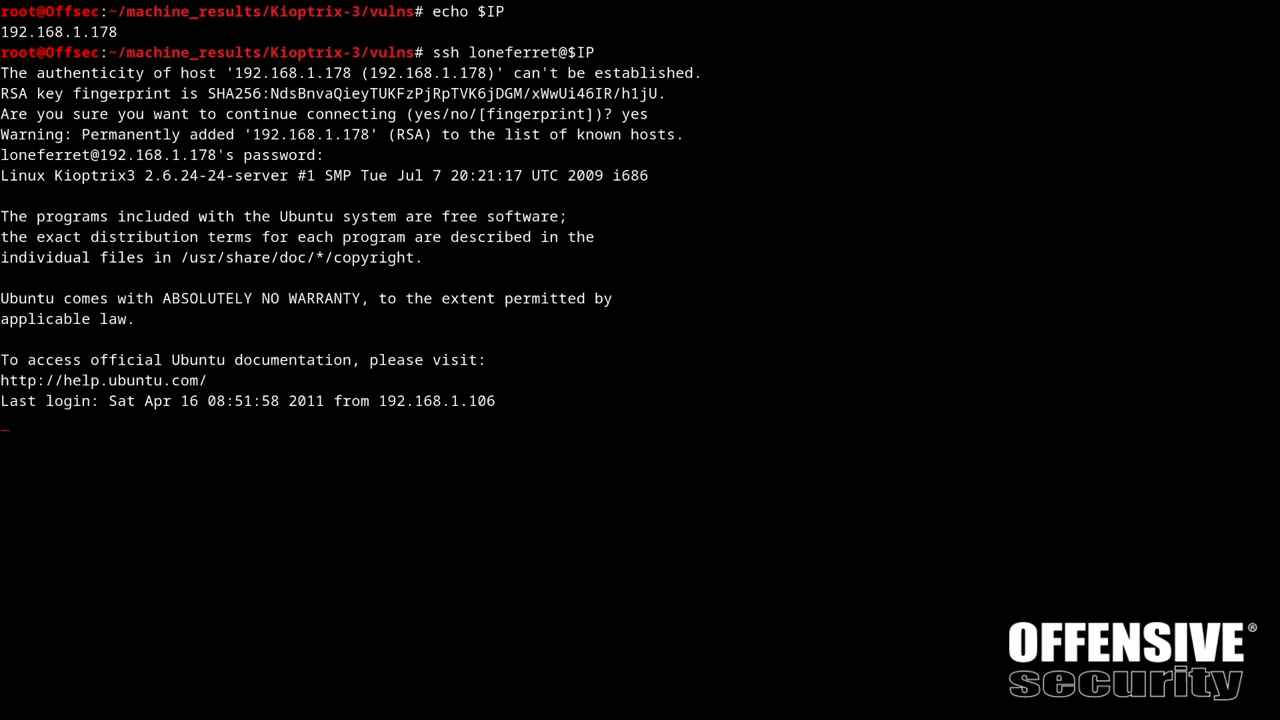 root@Offsec:~/machine_results/Kioptrix-3/vulns# echo $IP
192.168.1.178
root@Offsec:~/machine_results/Kioptrix-3/vulns# ssh loneferret@$IP
The authenticity of host '192.168.1.178 (192.168.1.178)' can't be established.
RSA key fingerprint is SHA256:NdsBnvaQieyTUKFzPjRpTVK6jDGM/xWwUi46IR/h1jU.
Are you sure you want to continue connecting (yes/no/[fingerprint])? yes
Warning: Permanently added '192.168.1.178' (RSA) to the list of known hosts.
loneferret@192.168.1.178's password:
Linux Kioptrix3 2.6.24-24-server #1 SMP Tue Jul 7 20:21:17 UTC 2009 i686
The programs included with the Ubuntu system are free software;
the exact distribution terms for each program are described in the
individual files in /usr/share/doc/*/copyright.
Ubuntu comes with ABSOLUTELY NO WARRANTY, to the extent permitted by
applicable law.
To access official Ubuntu documentation, please visit:
http://help.ubuntu.com/
Last login: Sat Apr 16 08:51:58 2011 from 192.168.1.106
OFFENSIVE®
security